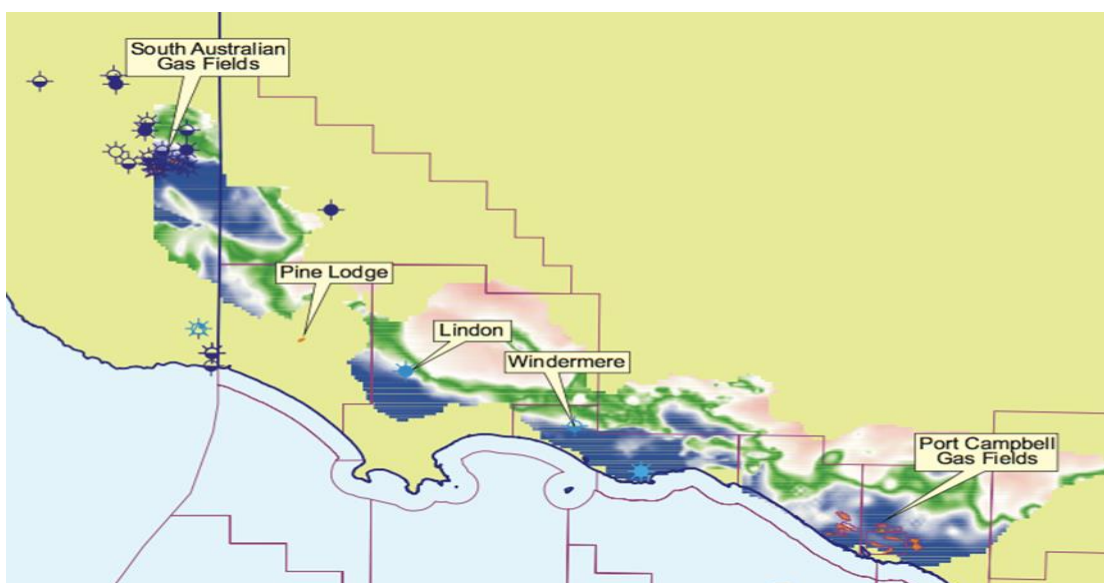 South Australian
Gas Fields
Pine Lodge
Lindon
Windermere
Port Campbell
Gas Fields